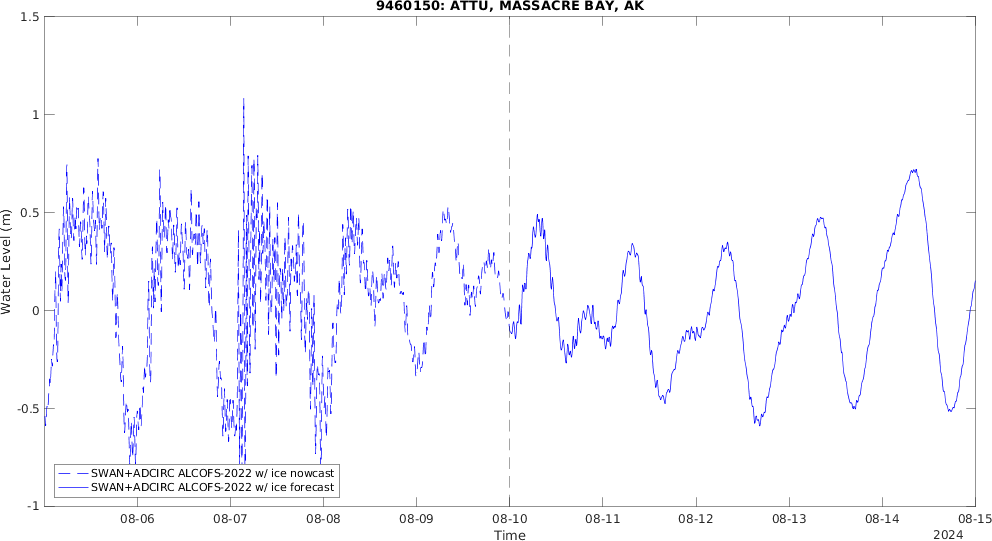 9460150: ATTU, MASSACRE BAY, AK
Water Level (m)
1.5
1
0.5
0
-0.5
-1
SWAN+ADCIRC ALCOFS-2022 w/ ice nowcast
SWAN+ADCIRC ALCOFS-2022 w/ ice forecast
08-06 08-07 08-08 08-09 08-10 08-11 08-12 08-13 08-14 08-15
Time
2024